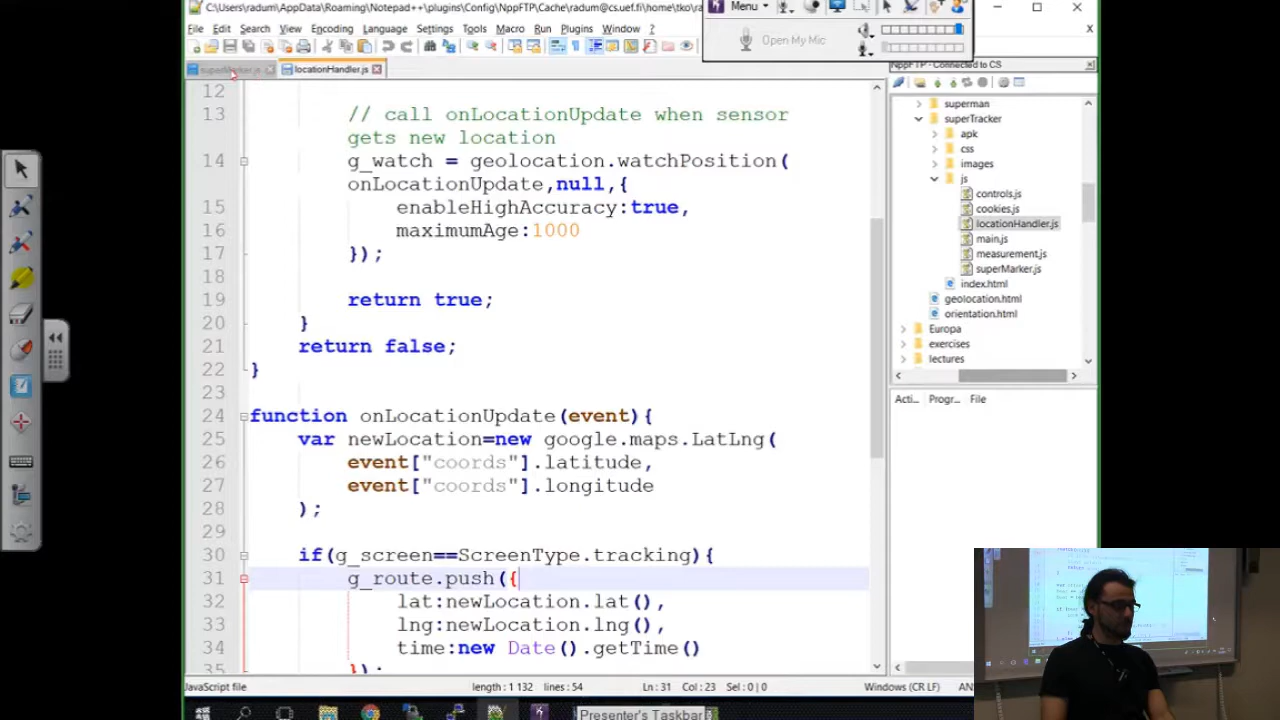 C:\Users\radum\AppData\Roaming\Notepad++\plugins\Config\NppFTP\Cache\radum@cs.uef.fi\home\tko\r
Menu
File Edit Search View Encoding Language Settings Tools Macro Run Plugins Window ?
X
Open My Mic
superMarker.js
locationHandler.js
NppFTP - Connected to CS
12
13 // call onLocationUpdate when sensor
gets new location
14 g_watch = geolocation.watchPosition(
onLocationUpdate,null,{
15 enableHighAccuracy:true,
16 maximumAge:1000
17 });
18
19 return true;
20 }
21 return false;
22 }
23
24 function onLocationUpdate(event){
25 var newLocation=new google.maps.LatLng(
26 event["coords"].latitude,
27 event["coords"].longitude
28 );
29
30 if(g_screen==ScreenType.tracking){
31 g_route.push({
32 lat:newLocation.lat(),
33 lng:newLocation.lng(),
34 time:new Date().getTime()
35 });
superman
superTracker
apk
css
images
js
controls.js
cookies.js
locationHandler.js
main.js
measurement.js
superMarker.js
index.html
geolocation.html
orientation.html
Europa
exercises
lectures
Acti... Progr... File
JavaScript file length : 1 132 lines : 54 Ln : 31 Col : 23 Sel : 0 | 0 Windows (CR LF) AN
Presenter's Taskbar